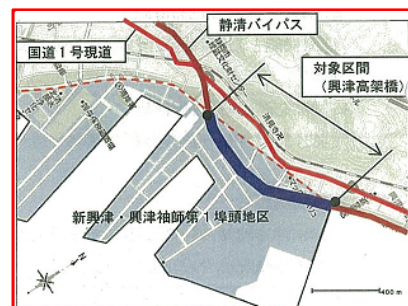 静清バイパス
国道１号現道
対象区間
（興津高架橋）
新興津・興津袖師第１埠頭地区
N
400 m